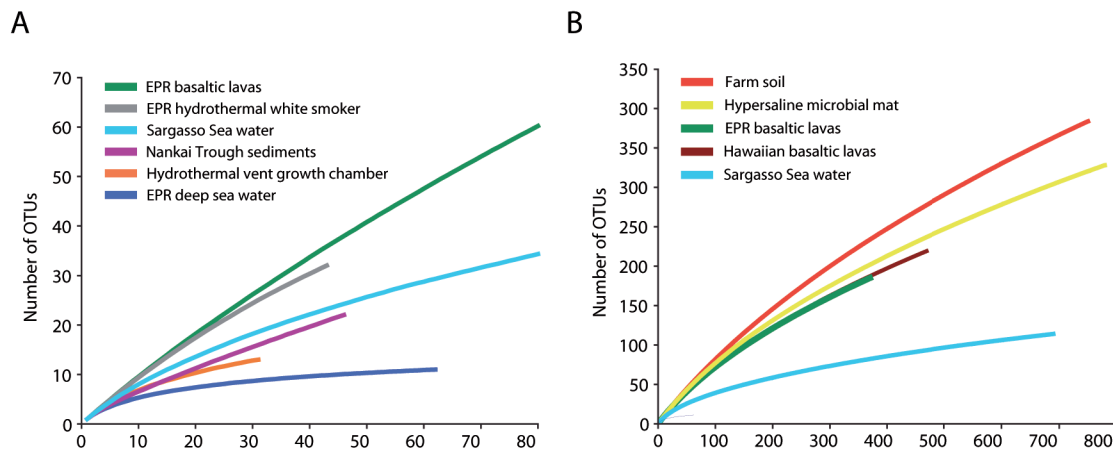 A
70
60
50
40
30
20
10
0
Number of OTUs
EPR basaltic lavas
EPR hydrothermal white smoker
Sargasso Sea water
Nankai Trough sediments
Hydrothermal vent growth chamber
EPR deep sea water
0 10 20 30 40 50 60 70 80
B
350
300
350
300
250
200
150
100
50
0
Number of OTUs
Farm soil
Hypersaline microbial mat
EPR basaltic lavas
Hawaiian basaltic lavas
Sargasso Sea water
0 100 200 300 400 500 600 700 800